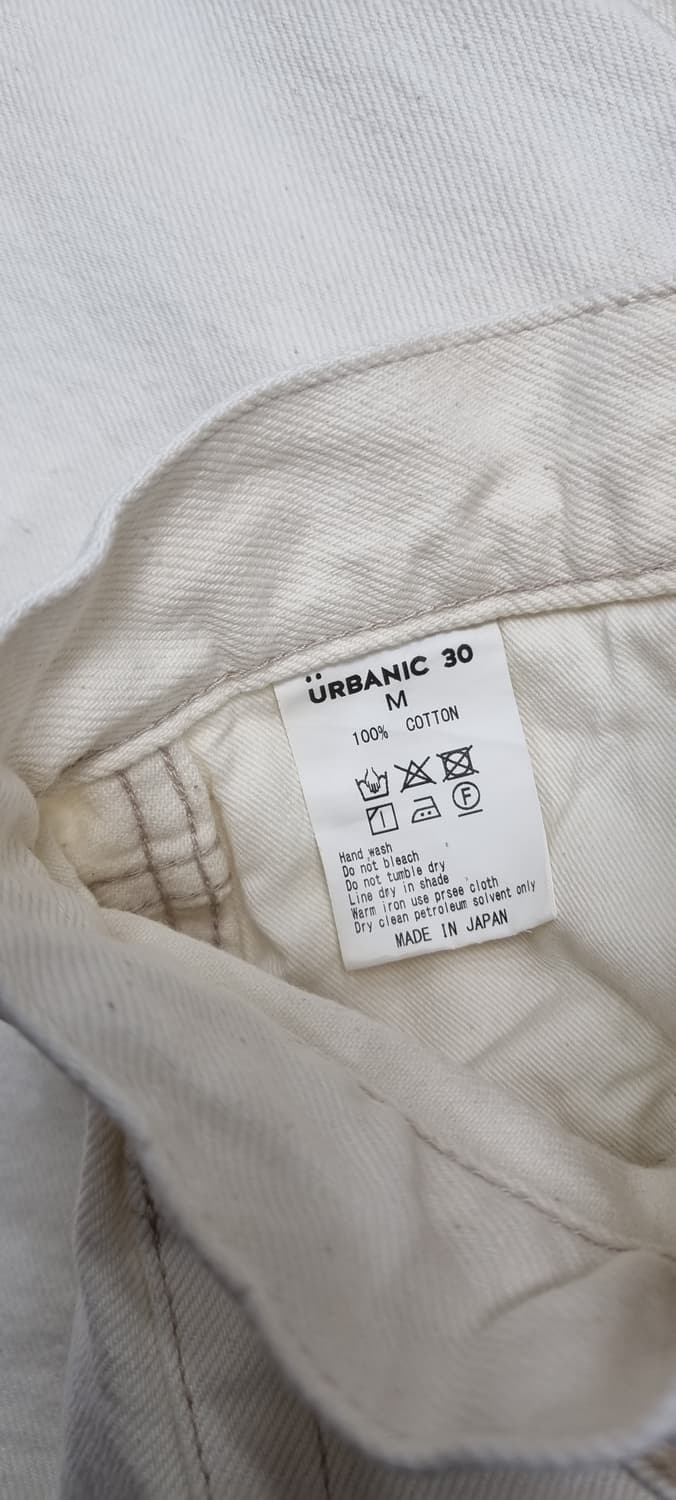 ÜRBANIC 30
M
100% COTTON
F
Hand wash
Do not bleach
Do not tumble dry
Line dry in shade
Warm iron use prsee cloth
Dry clean petroleum solvent only
MADE IN JAPAN